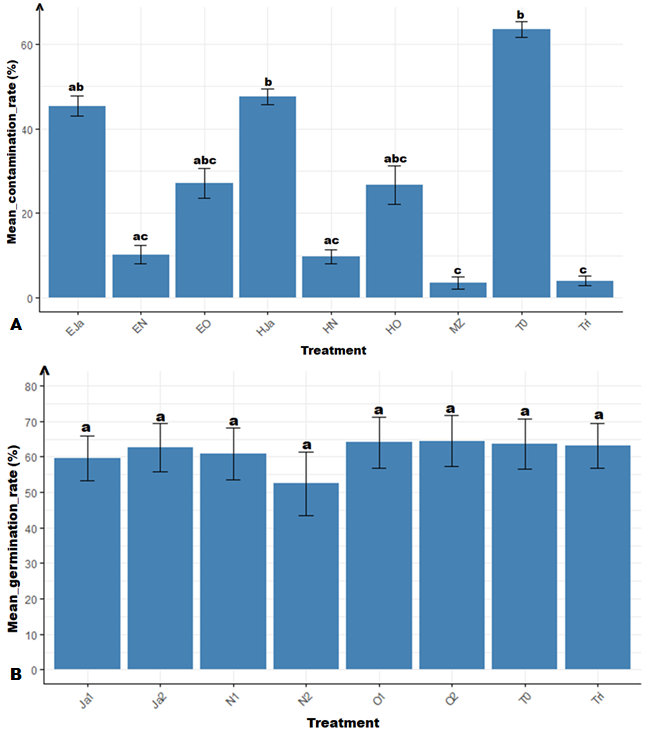 Mean_contamination_rate (%)
60
40
20
0
ab
ac
abc
b
ac
abc
c
b
c
EJa
EN
EO
HJa
HN
HO
MZ
T0
Tri
A
Treatment
Mean_germination_rate (%)
80
70
60
50
40
30
20
10
0
a
a
a
a
a
a
a
a
Ja1
Ja2
N1
N2
O1
O2
T0
Tri
B
Treatment